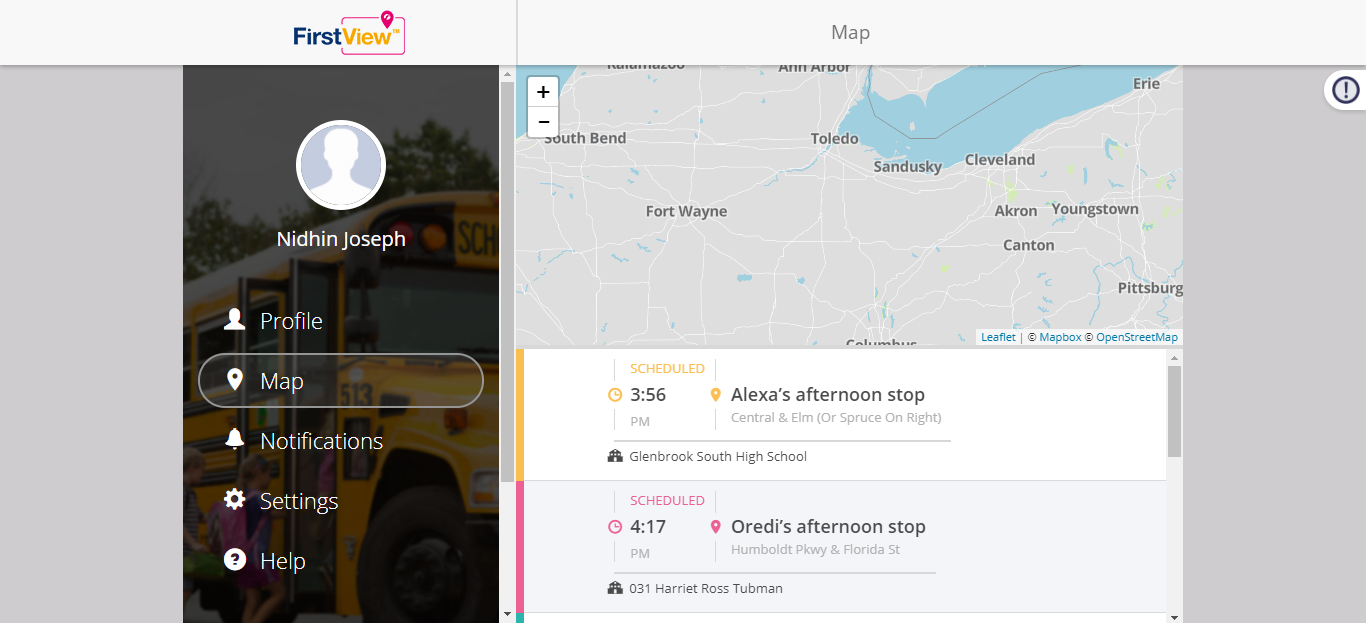 FirstView™
Map
Nidhin Joseph
Profile
Map
Notifications
Settings
Help
513
SCH
+
−
Kalamazoo
Ann Arbor
Erie
South Bend
Toledo
Sandusky
Cleveland
Fort Wayne
Akron
Youngstown
Canton
Pittsburg
Columbus
Leaflet | © Mapbox © OpenStreetMap
SCHEDULED
3:56
PM
Alexa’s afternoon stop
Central & Elm (Or Spruce On Right)
Glenbrook South High School
SCHEDULED
4:17
PM
Oredi’s afternoon stop
Humboldt Pkwy & Florida St
031 Harriet Ross Tubman